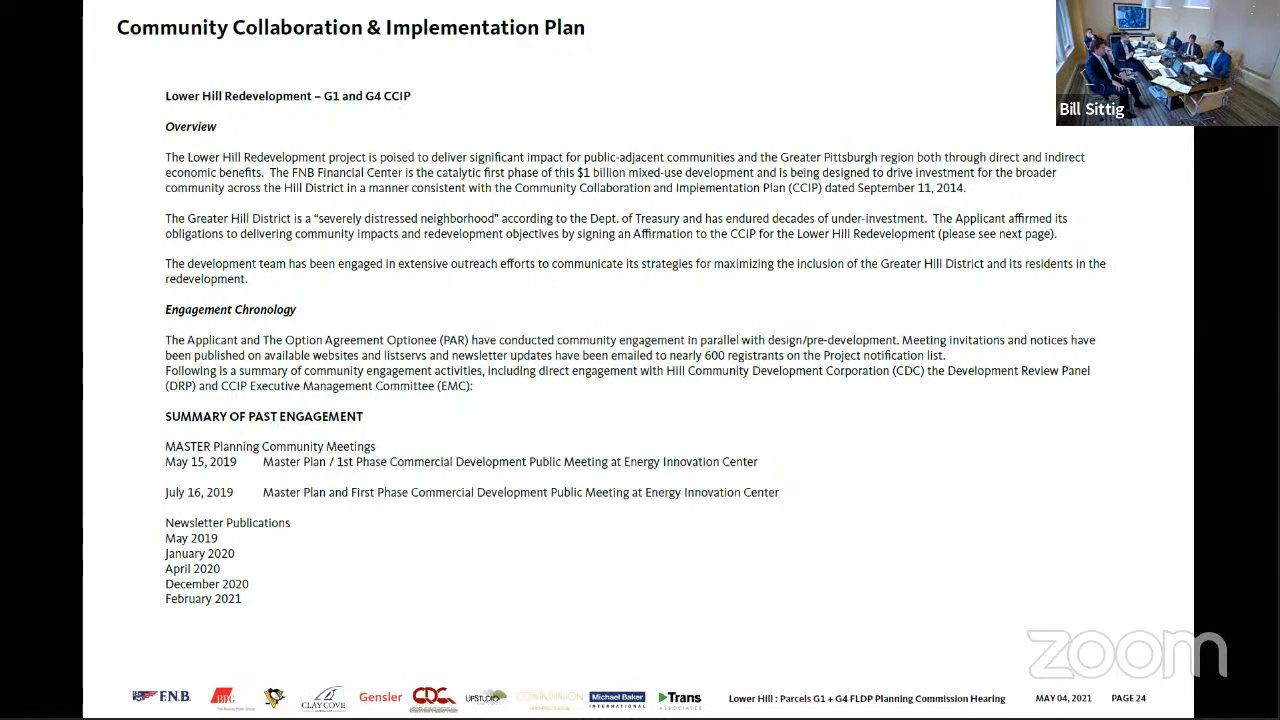 Community Collaboration & Implementation Plan
Bill Sittig
Lower Hill Redevelopment – G1 and G4 CCIP
Overview
The Lower Hill Redevelopment project is poised to deliver significant impact for public-adjacent communities and the Greater Pittsburgh region both through direct and indirect
economic benefits.  The FNB Financial Center is the catalytic first phase of this $1 billion mixed-use development and is being designed to drive investment for the broader
community across the Hill District in a manner consistent with the Community Collaboration and Implementation Plan (CCIP) dated September 11, 2014.
The Greater Hill District is a “severely distressed neighborhood” according to the Dept. of Treasury and has endured decades of under-investment.  The Applicant affirmed its
obligations to delivering community impacts and redevelopment objectives by signing an Affirmation to the CCIP for the Lower Hill Redevelopment (please see next page).
The development team has been engaged in extensive outreach efforts to communicate its strategies for maximizing the inclusion of the Greater Hill District and its residents in the
redevelopment.
Engagement Chronology
The Applicant and The Option Agreement Optionee (PAR) have conducted community engagement in parallel with design/pre-development. Meeting invitations and notices have
been published on available websites and listservs and newsletter updates have been emailed to nearly 600 registrants on the Project notification list.
Following is a summary of community engagement activities, including direct engagement with Hill Community Development Corporation (CDC) the Development Review Panel
(DRP) and CCIP Executive Management Committee (EMC):
SUMMARY OF PAST ENGAGEMENT
MASTER Planning Community Meetings
May 15, 2019 Master Plan / 1st Phase Commercial Development Public Meeting at Energy Innovation Center
July 16, 2019 Master Plan and First Phase Commercial Development Public Meeting at Energy Innovation Center
Newsletter Publications
May 2019
January 2020
April 2020
December 2020
February 2021
zoom
F.N.B. BPG CLAY COVE Gensler CDC UPSTUDIO Michael Baker INTERNATIONAL Trans ASSOCIATES Lower Hill : Parcels G1 + G4 FLDP Planning Commission Hearing MAY 04, 2021 PAGE 24